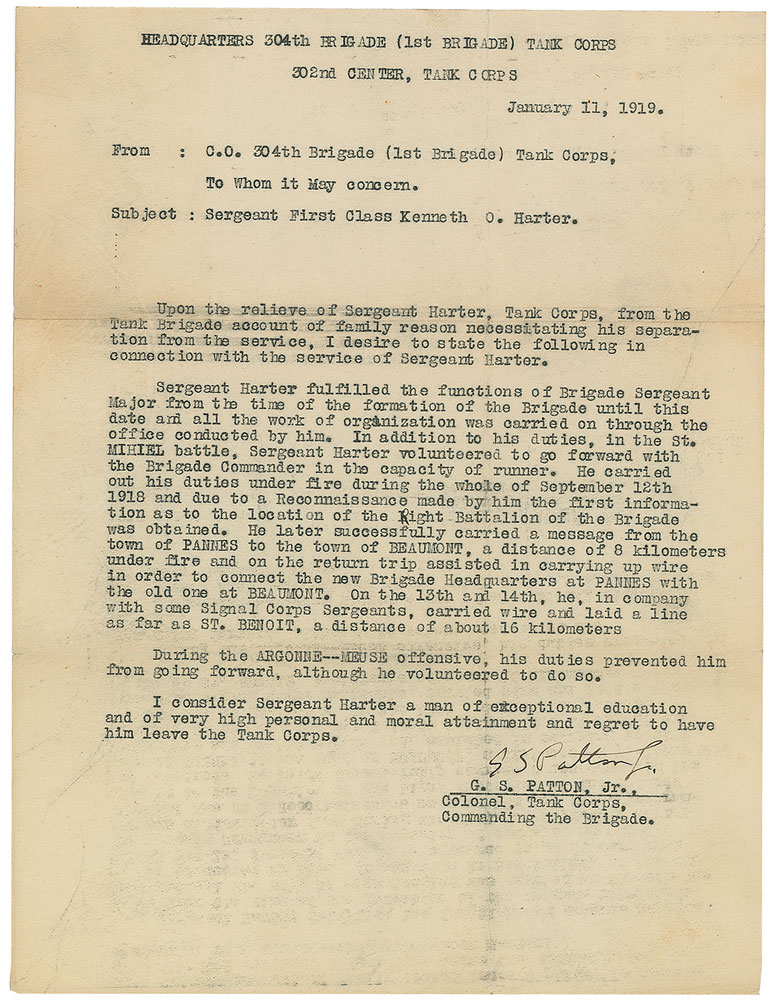 HEADQUARTERS 304th BRIGADE (1st BRIGADE) TANK CORPS
302nd CENTER, TANK CORPS
January 11, 1919.
From : C.O. 304th Brigade (1st Brigade) Tank Corps,
To Whom it May concern.
Subject : Sergeant First Class Kenneth O. Harter.
Upon the relieve of Sergeant Harter, Tank Corps, from the
Tank Brigade account of family reason necessitating his separa-
tion from the service, I desire to state the following in
connection with the service of Sergeant Harter.
Sergeant Harter fulfilled the functions of Brigade Sergeant
Major from the time of the formation of the Brigade until this
date and all the work of organization was carried on through the
office conducted by him. In addition to his duties, in the St.
MIHIEL battle, Sergeant Harter volunteered to go forward with
the Brigade Commander in the capacity of runner. He carried
out his duties under fire during the whole of September 12th
1918 and due to a Reconnaissance made by him the first informa-
tion as to the location of the Right Battalion of the Brigade
was obtained. He later successfully carried a message from the
town of PANNES to the town of BEAUMONT, a distance of 8 kilometers
under fire and on the return trip assisted in carrying up wire
in order to connect the new Brigade Headquarters at PANNES with
the old one at BEAUMONT. On the 13th and 14th, he, in company
with some Signal Corps Sergeants, carried wire and laid a line
as far as ST. BENOIT, a distance of about 16 kilometers
During the ARGONNE--MEUSE offensive, his duties prevented him
from going forward, although he volunteered to do so.
I consider Sergeant Harter a man of exceptional education
and of very high personal and moral attainment and regret to have
him leave the Tank Corps.
G S Patton Jr.
G. S. PATTON, Jr.,
Colonel, Tank Corps,
Commanding the Brigade.